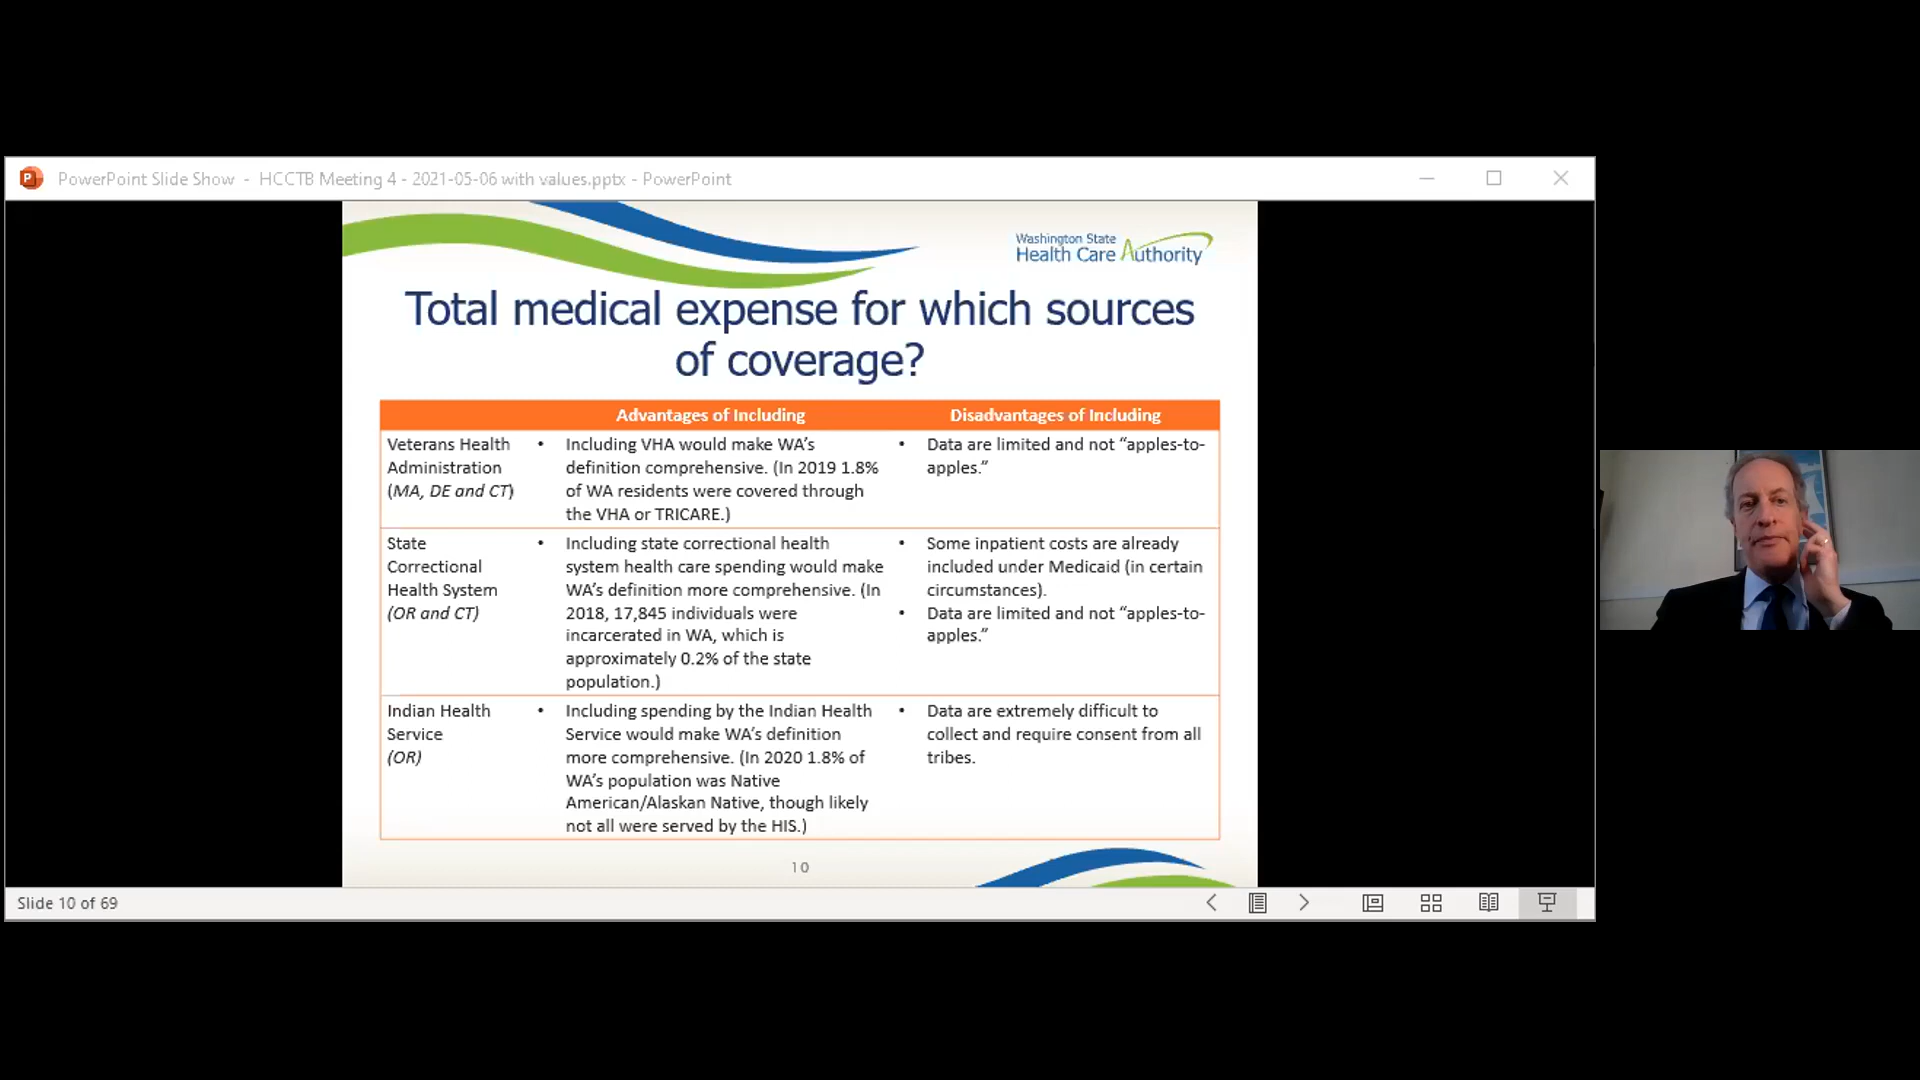 PowerPoint Slide Show - HCCTB Meeting 4 - 2021-05-06 with values.pptx - PowerPoint
Washington State
Health Care Authority
Total medical expense for which sources
of coverage?
Advantages of Including
Disadvantages of Including
Veterans Health
Administration
(MA, DE and CT)
• Including VHA would make WA's
definition comprehensive. (In 2019 1.8%
of WA residents were covered through
the VHA or TRICARE.)
• Data are limited and not “apples-to-
apples.”
State
Correctional
Health System
(OR and CT)
• Including state correctional health
system health care spending would make
WA's definition more comprehensive. (In
2018, 17,845 individuals were
incarcerated in WA, which is
approximately 0.2% of the state
population.)
• Some inpatient costs are already
included under Medicaid (in certain
circumstances).
• Data are limited and not “apples-to-
apples.”
Indian Health
Service
(OR)
• Including spending by the Indian Health
Service would make WA's definition
more comprehensive. (In 2020 1.8% of
WA's population was Native
American/Alaskan Native, though likely
not all were served by the HIS.)
• Data are extremely difficult to
collect and require consent from all
tribes.
10
Slide 10 of 69